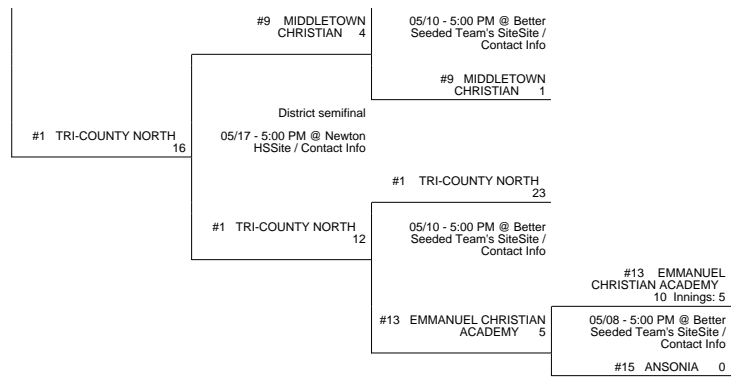 #9 MIDDLETOWN
CHRISTIAN 4
05/10 - 5:00 PM @ Better
Seeded Team's SiteSite /
Contact Info
#9 MIDDLETOWN
CHRISTIAN 1
District semifinal
#1 TRI-COUNTY NORTH
16
05/17 - 5:00 PM @ Newton
HSSite / Contact Info
#1 TRI-COUNTY NORTH
23
#1 TRI-COUNTY NORTH
12
05/10 - 5:00 PM @ Better
Seeded Team's SiteSite /
Contact Info
#13 EMMANUEL
CHRISTIAN ACADEMY
10 Innings: 5
#13 EMMANUEL CHRISTIAN
ACADEMY 5
05/08 - 5:00 PM @ Better
Seeded Team's SiteSite /
Contact Info
#15 ANSONIA 0